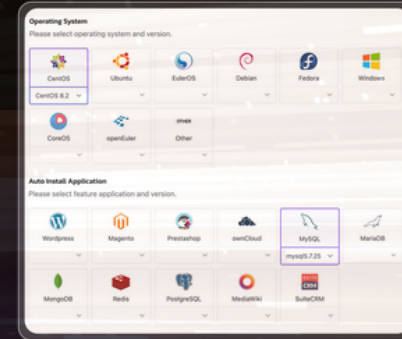 Operating System
Please select operating system and version.
CentOS Ubuntu EulerOS Debian Fedora Windows
CentOS 8.2
CoreOS openEuler OTHER Other
Auto Install Application
Please select feature application and version.
Wordpress Magento Prestashop ownCloud MySQL MariaDB
mysql5.7.25
MongoDB Redis PostgreSQL MediaWiki SuiteCRM